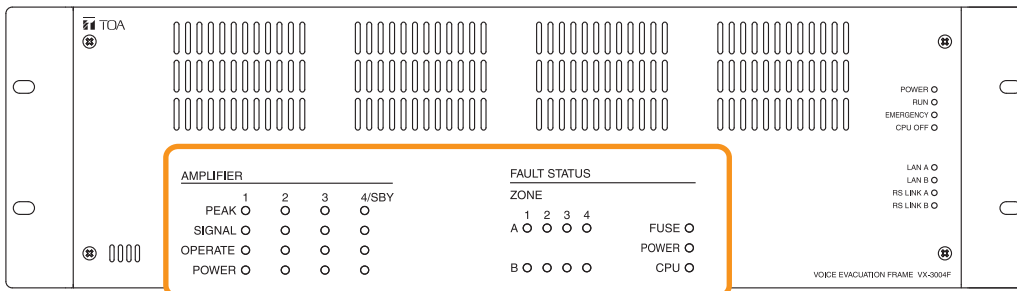 TOA
POWER
RUN
EMERGENCY
CPU OFF
AMPLIFIER
1 2 3 4/SBY
PEAK
SIGNAL
OPERATE
POWER
FAULT STATUS
ZONE
1 2 3 4
A
FUSE
POWER
B
CPU
LAN A
LAN B
RS LINK A
RS LINK B
VOICE EVACUATION FRAME VX-3004F